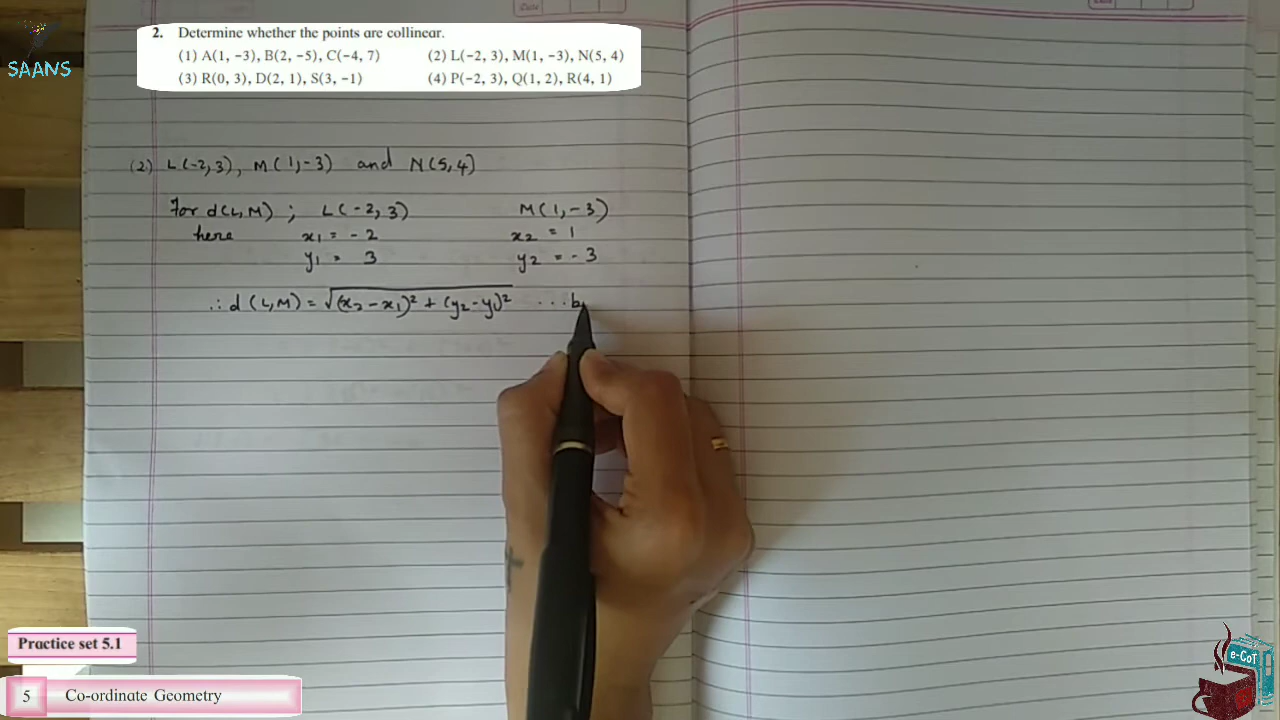 SAANS
2. Determine whether the points are collinear.
(1) A(1, −3), B(2, −5), C(−4, 7) (2) L(−2, 3), M(1, −3), N(5, 4)
(3) R(0, 3), D(2, 1), S(3, −1) (4) P(−2, 3), Q(1, 2), R(4, 1)
(2) L(-2,3), M(1,-3) and N(5,4)
For d(L,M) ; L(-2, 3) M(1,-3)
here x₁ = -2 x₂ = 1
y₁ = 3 y₂ = -3
∴ d (L,M) = √(x₂-x₁)² + (y₂-y₁)² ...
Practice set 5.1
5 Co-ordinate Geometry
e-CoT